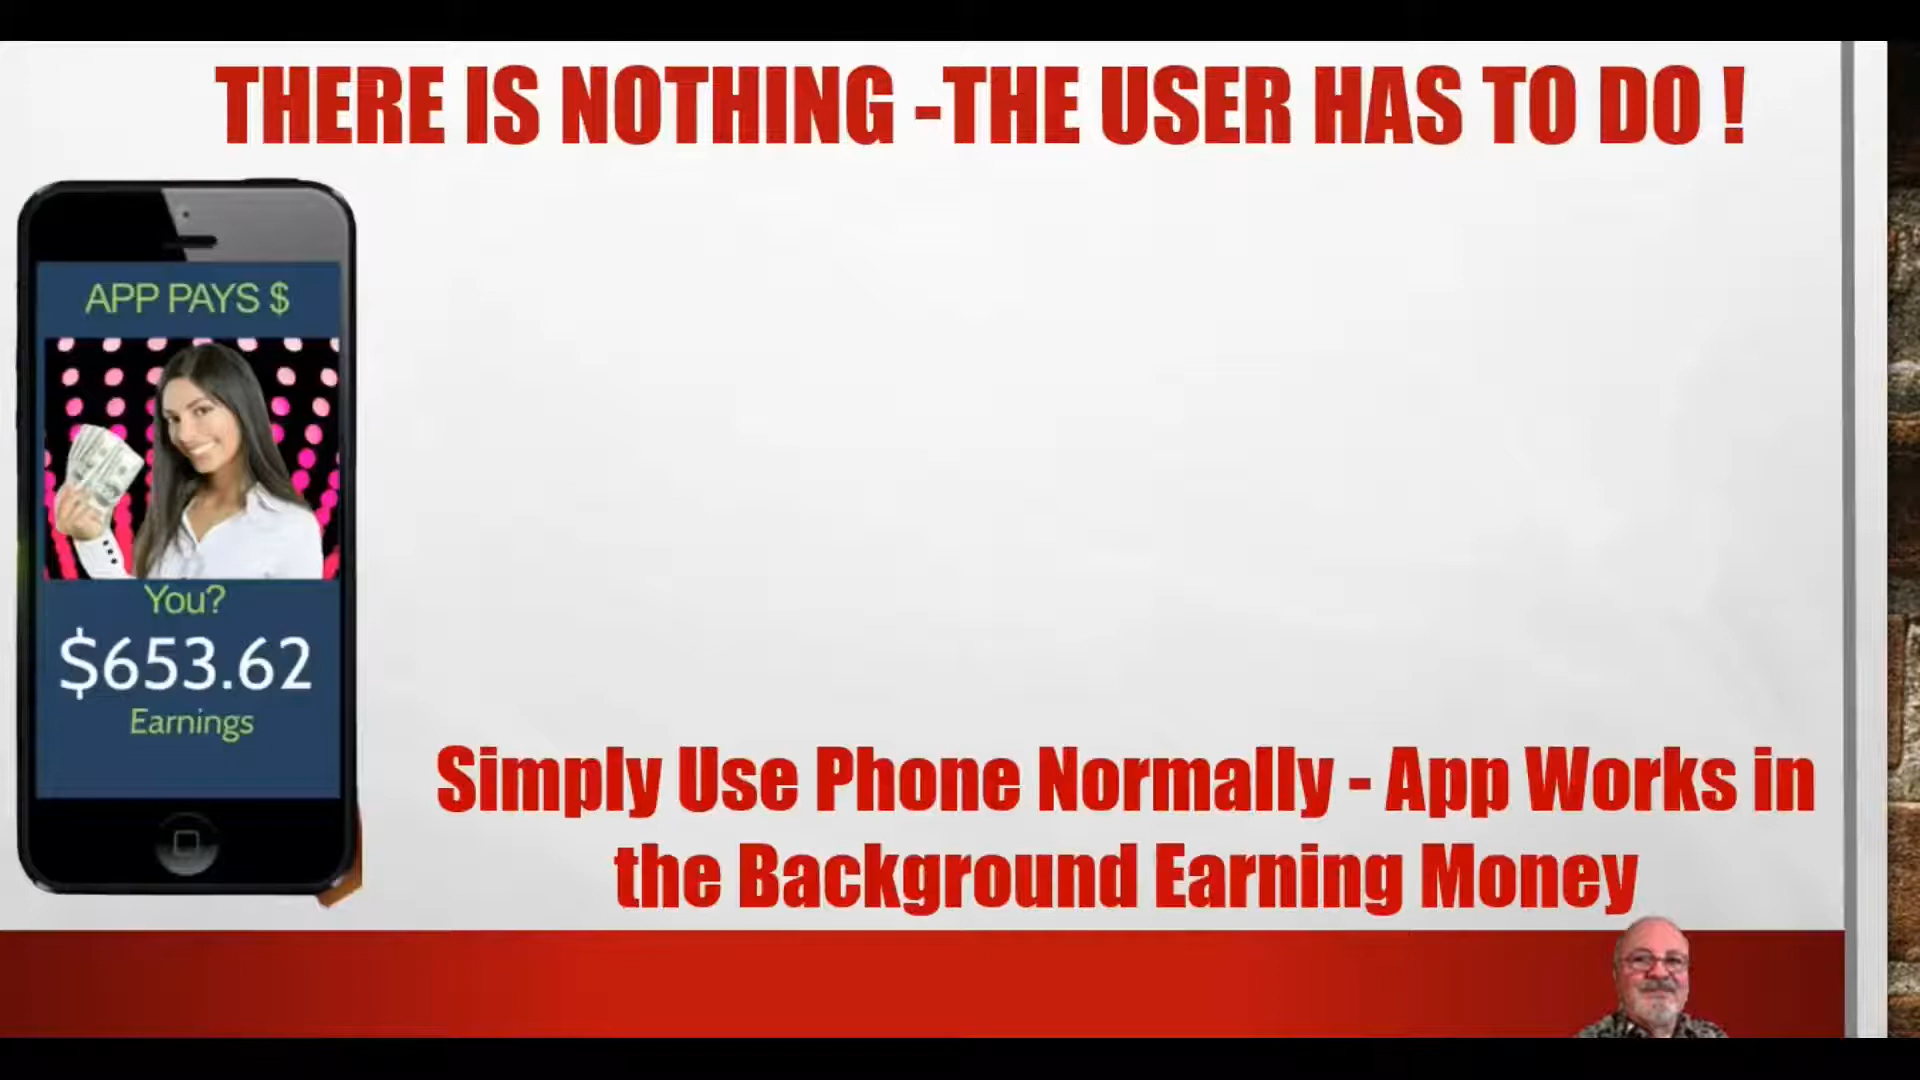 THERE IS NOTHING -THE USER HAS TO DO !
APP PAYS $
You?
$653.62
Earnings
Simply Use Phone Normally - App Works in
the Background Earning Money